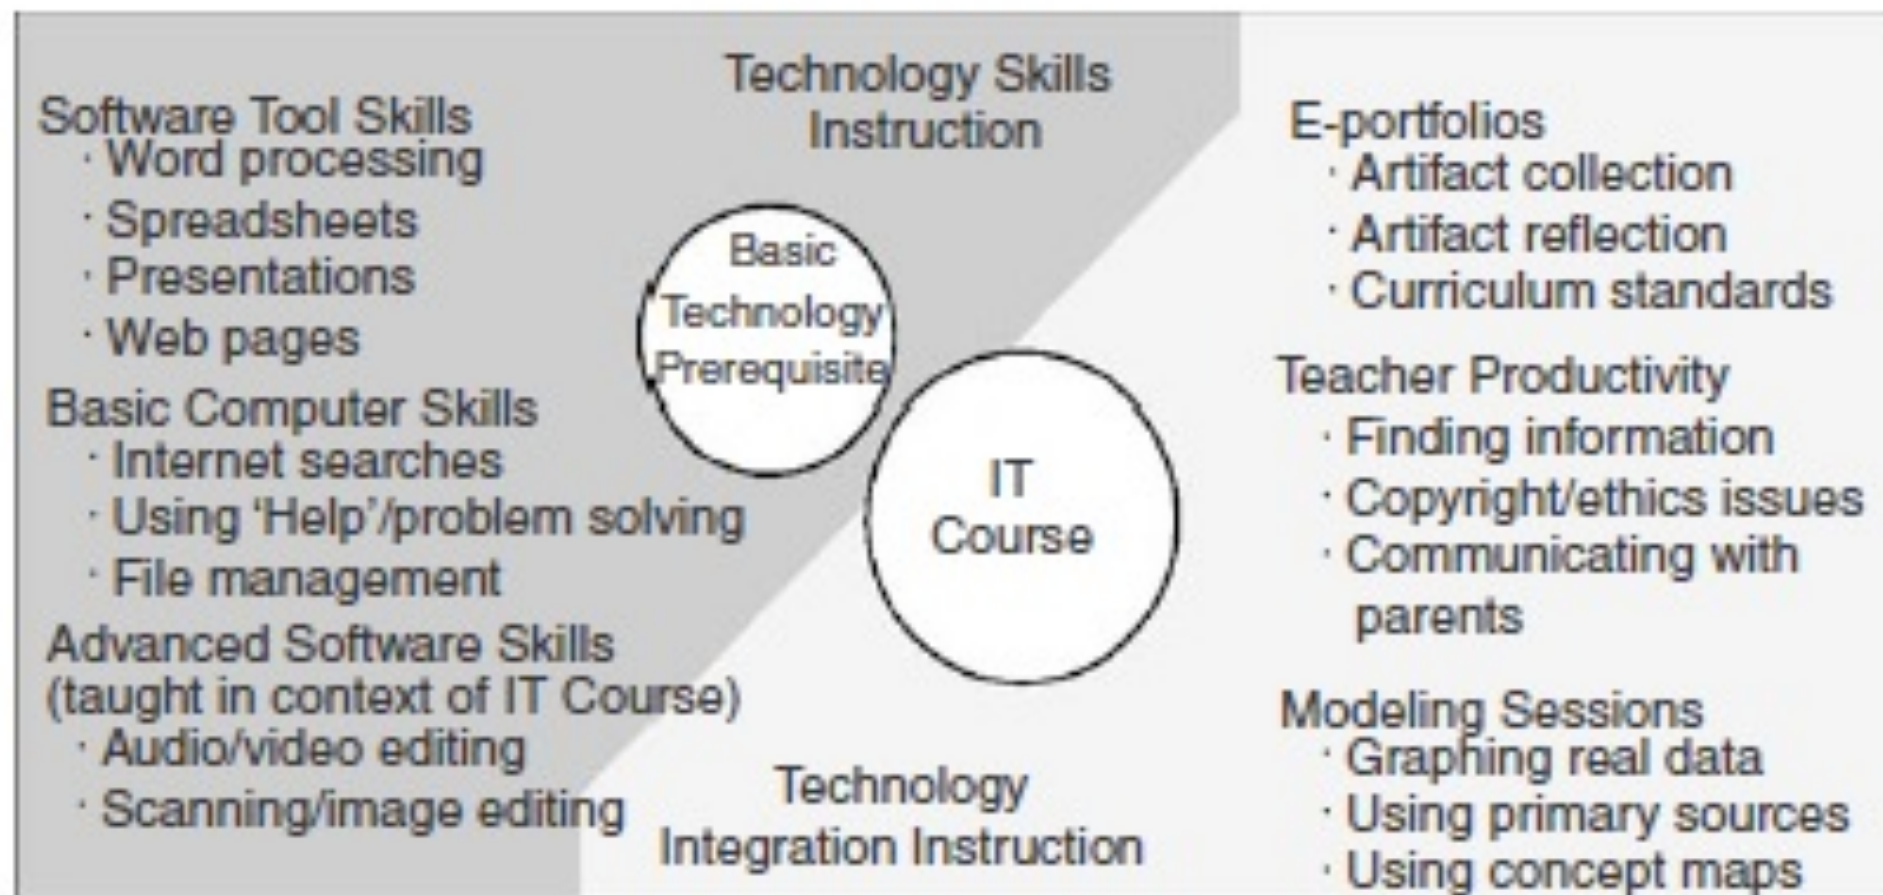 Technology Skills
Instruction
Software Tool Skills
· Word processing
· Spreadsheets
· Presentations
· Web pages
Basic Computer Skills
· Internet searches
· Using ‘Help’/problem solving
· File management
Advanced Software Skills
(taught in context of IT Course)
· Audio/video editing
· Scanning/image editing
Basic
Technology
Prerequisite
IT
Course
Technology
Integration Instruction
E-portfolios
· Artifact collection
· Artifact reflection
· Curriculum standards
Teacher Productivity
· Finding information
· Copyright/ethics issues
· Communicating with
parents
Modeling Sessions
· Graphing real data
· Using primary sources
· Using concept maps